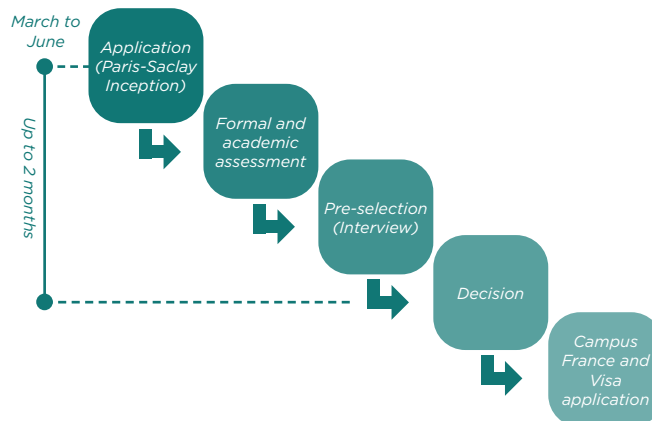 March to
June
Application
(Paris-Saclay
Inception)
Up to 2 months
Formal and
academic
assessment
Pre-selection
(Interview)
Decision
Campus
France and
Visa
application